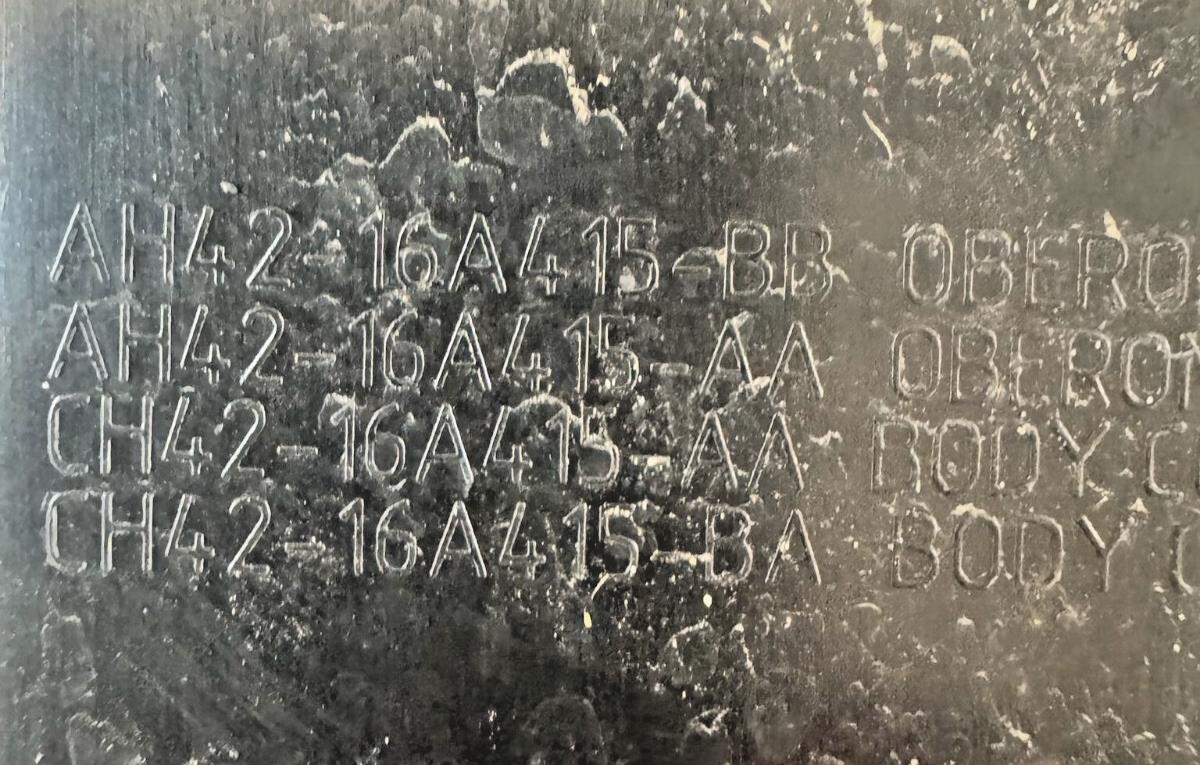 AH42-16A415-BB OBERO
AH42-16A415-AA OBERON
CH42-16A415-AA BODY C
CH42-16A415-BA BODY C